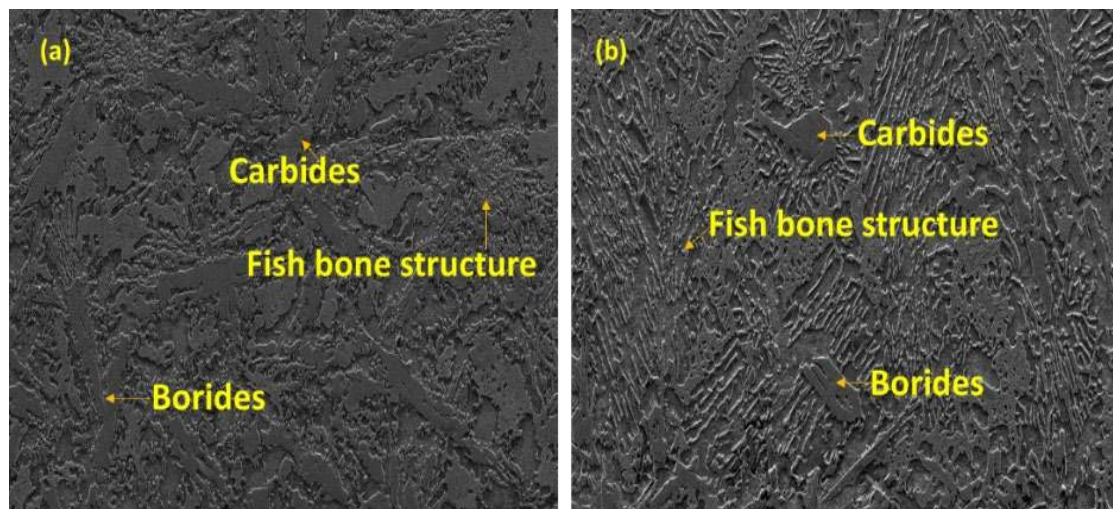 (a)
Carbides
Fish bone structure
Borides
(b)
Carbides
Fish bone structure
Borides